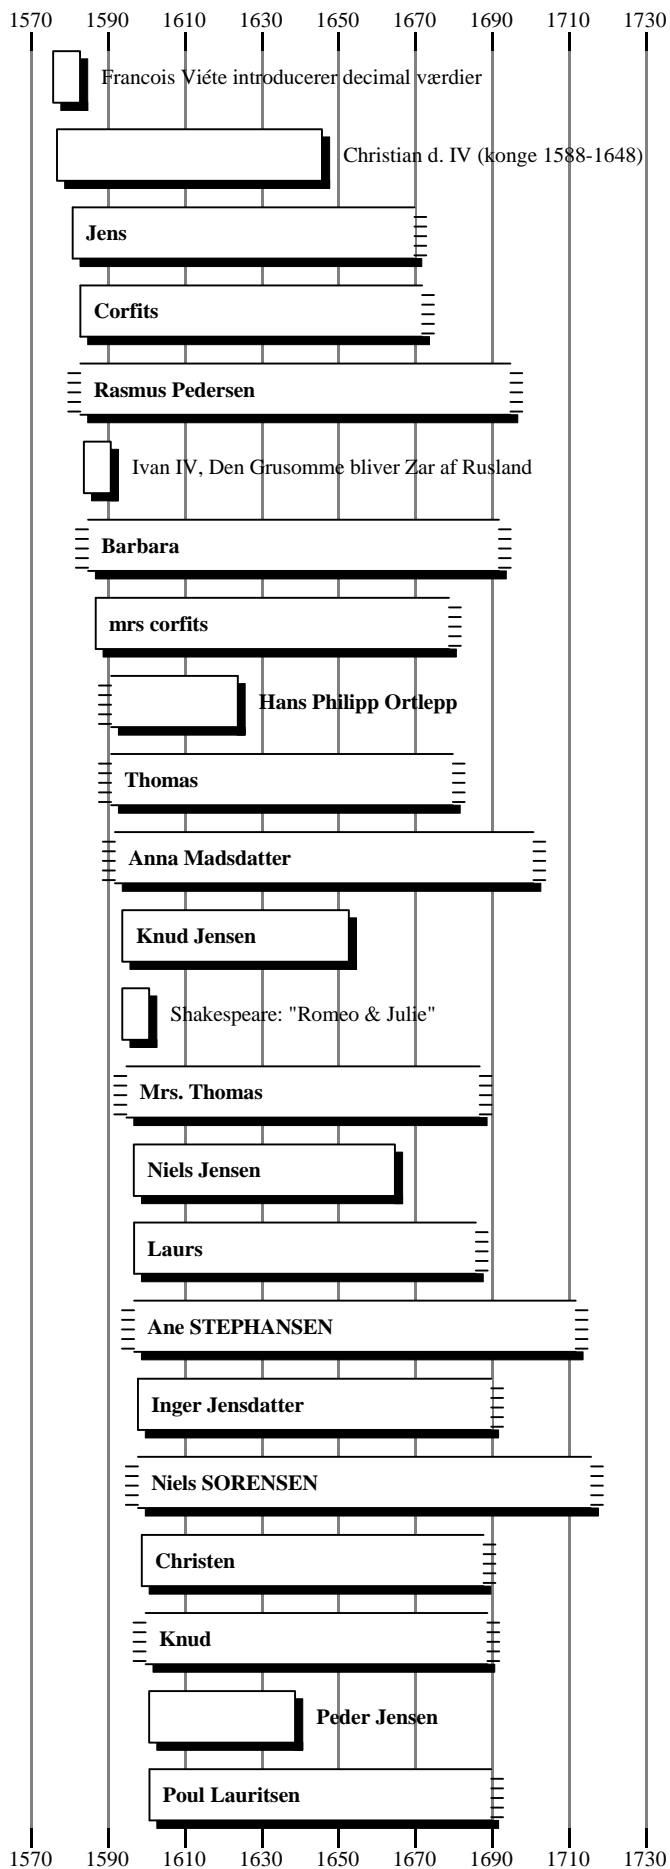 1570 1590 1610 1630 1650 1670 1690 1710 1730
Francois Viéte introducerer decimal værdier
Christian d. IV (konge 1588-1648)
Jens
Corfits
Rasmus Pedersen
Ivan IV, Den Grusomme bliver Zar af Rusland
Barbara
mrs corfits
Hans Philipp Ortlepp
Thomas
Anna Madsdatter
Knud Jensen
Shakespeare: "Romeo & Julie"
Mrs. Thomas
Niels Jensen
Laurs
Ane STEPHANSEN
Inger Jensdatter
Niels SORENSEN
Christen
Knud
Peder Jensen
Poul Lauritsen
1570 1590 1610 1630 1650 1670 1690 1710 1730